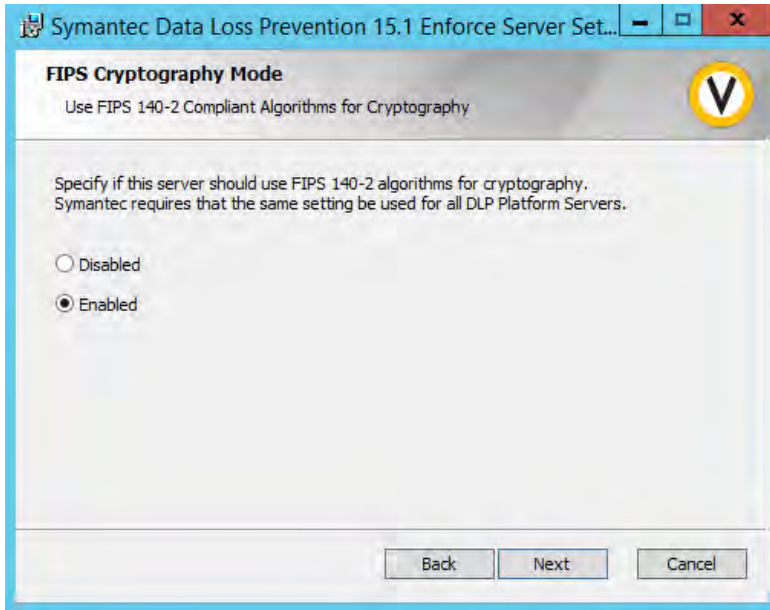 Symantec Data Loss Prevention 15.1 Enforce Server Set...
FIPS Cryptography Mode
Use FIPS 140-2 Compliant Algorithms for Cryptography
V
Specify if this server should use FIPS 140-2 algorithms for cryptography.
Symantec requires that the same setting be used for all DLP Platform Servers.
Disabled
Enabled
Back Next Cancel